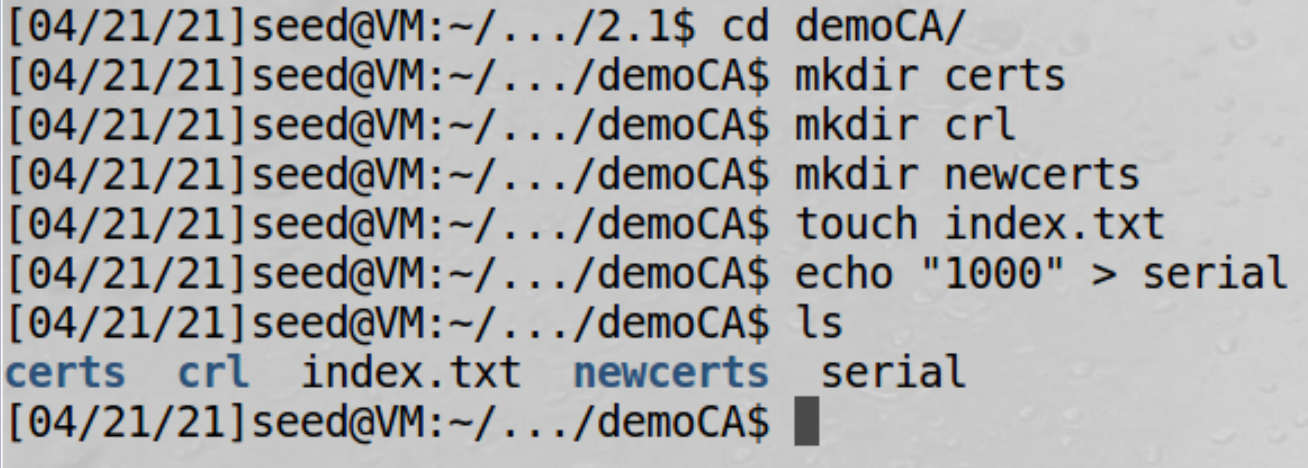 [04/21/21]seed@VM:~/.../2.1$ cd demoCA/
[04/21/21]seed@VM:~/.../demoCA$ mkdir certs
[04/21/21]seed@VM:~/.../demoCA$ mkdir crl
[04/21/21]seed@VM:~/.../demoCA$ mkdir newcerts
[04/21/21]seed@VM:~/.../demoCA$ touch index.txt
[04/21/21]seed@VM:~/.../demoCA$ echo "1000" > serial
[04/21/21]seed@VM:~/.../demoCA$ ls
certs  crl  index.txt  newcerts  serial
[04/21/21]seed@VM:~/.../demoCA$